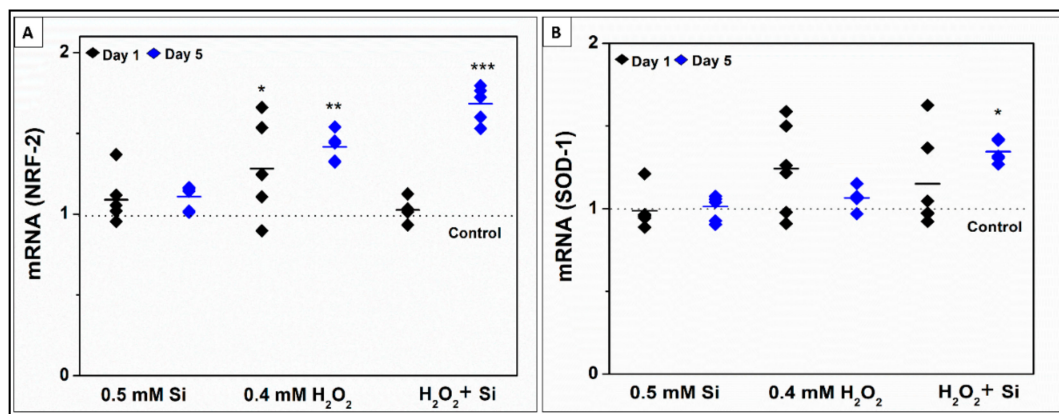 A
Day 1 Day 5
2
1
0
mRNA (NRF-2)
*
**
***
Control
0.5 mM Si 0.4 mM H₂O₂ H₂O₂+ Si
B
Day 1 Day 5
2
1
0
mRNA (SOD-1)
*
Control
0.5 mM Si 0.4 mM H₂O₂ H₂O₂+ Si